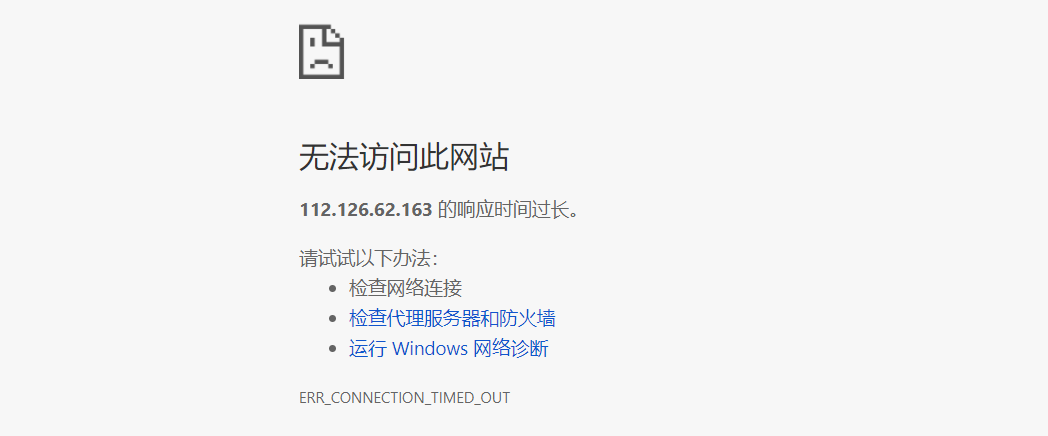 无法访问此网站
112.126.62.163 的响应时间过长。
请试试以下办法：
检查网络连接
检查代理服务器和防火墙
运行 Windows 网络诊断
ERR_CONNECTION_TIMED_OUT